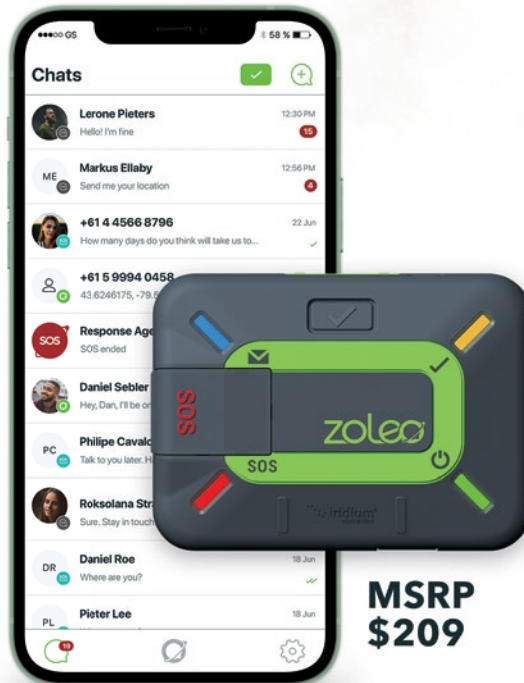 GS
58 %
Chats
Lerone Pieters
12:30 PM
Hello! I'm fine
15
ME
Markus Ellaby
12:56 PM
Send me your location
4
+61 4 4566 8796
22 Jun
How many days do you think will take us to...
+61 5 9994 0458
43.6246175, -79.5
SOS
Response Age
SOS ended
Daniel Sebler
Hey, Dan, I'll be or
PC
Philipe Cavalc
Talk to you later. H
Roksolana Str
Sure. Stay in touch
DR
Daniel Roe
18 Jun
Where are you?
PL
Pieter Lee
18 Jun
19
SOS
zoleo
SOS
iridium
connected
MSRP
$209